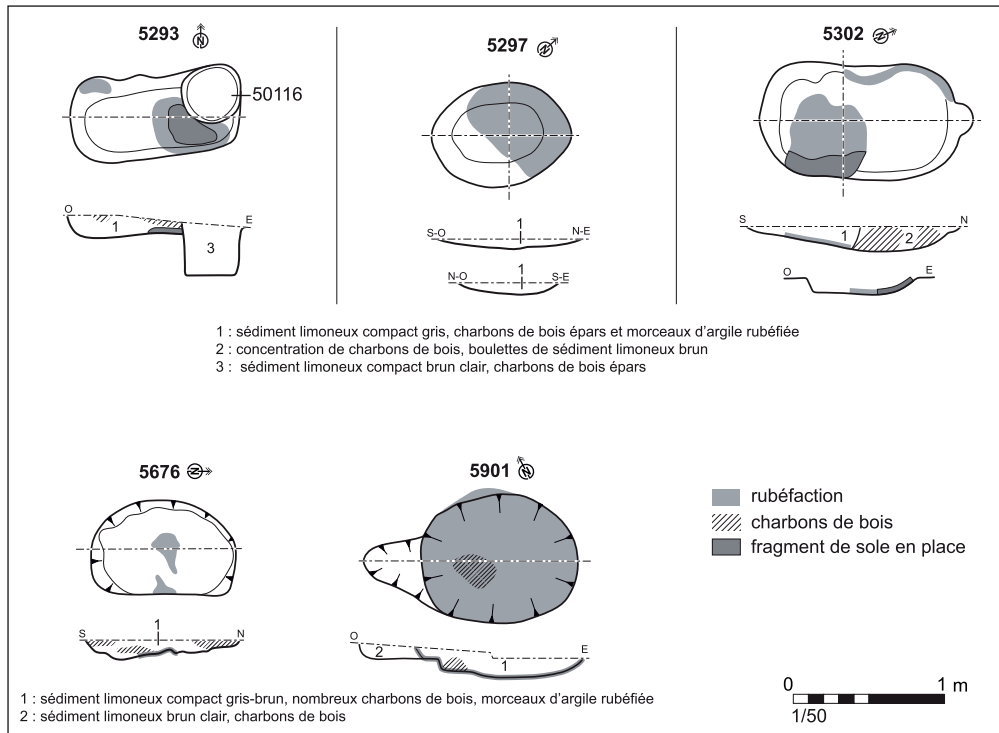 5293 N
50116
O E
1
3
5297 N
1
S-O N-E
1
N-O S-E
5302 N
S N
1 2
O E
1 : sédiment limoneux compact gris, charbons de bois épars et morceaux d'argile rubéfiée
2 : concentration de charbons de bois, boulettes de sédiment limoneux brun
3 : sédiment limoneux compact brun clair, charbons de bois épars
5676 N
1
S N
5901 N
O E
2 1
rubéfaction
charbons de bois
fragment de sole en place
1 : sédiment limoneux compact gris-brun, nombreux charbons de bois, morceaux d'argile rubéfiée
2 : sédiment limoneux brun clair, charbons de bois
0 1 m
1/50